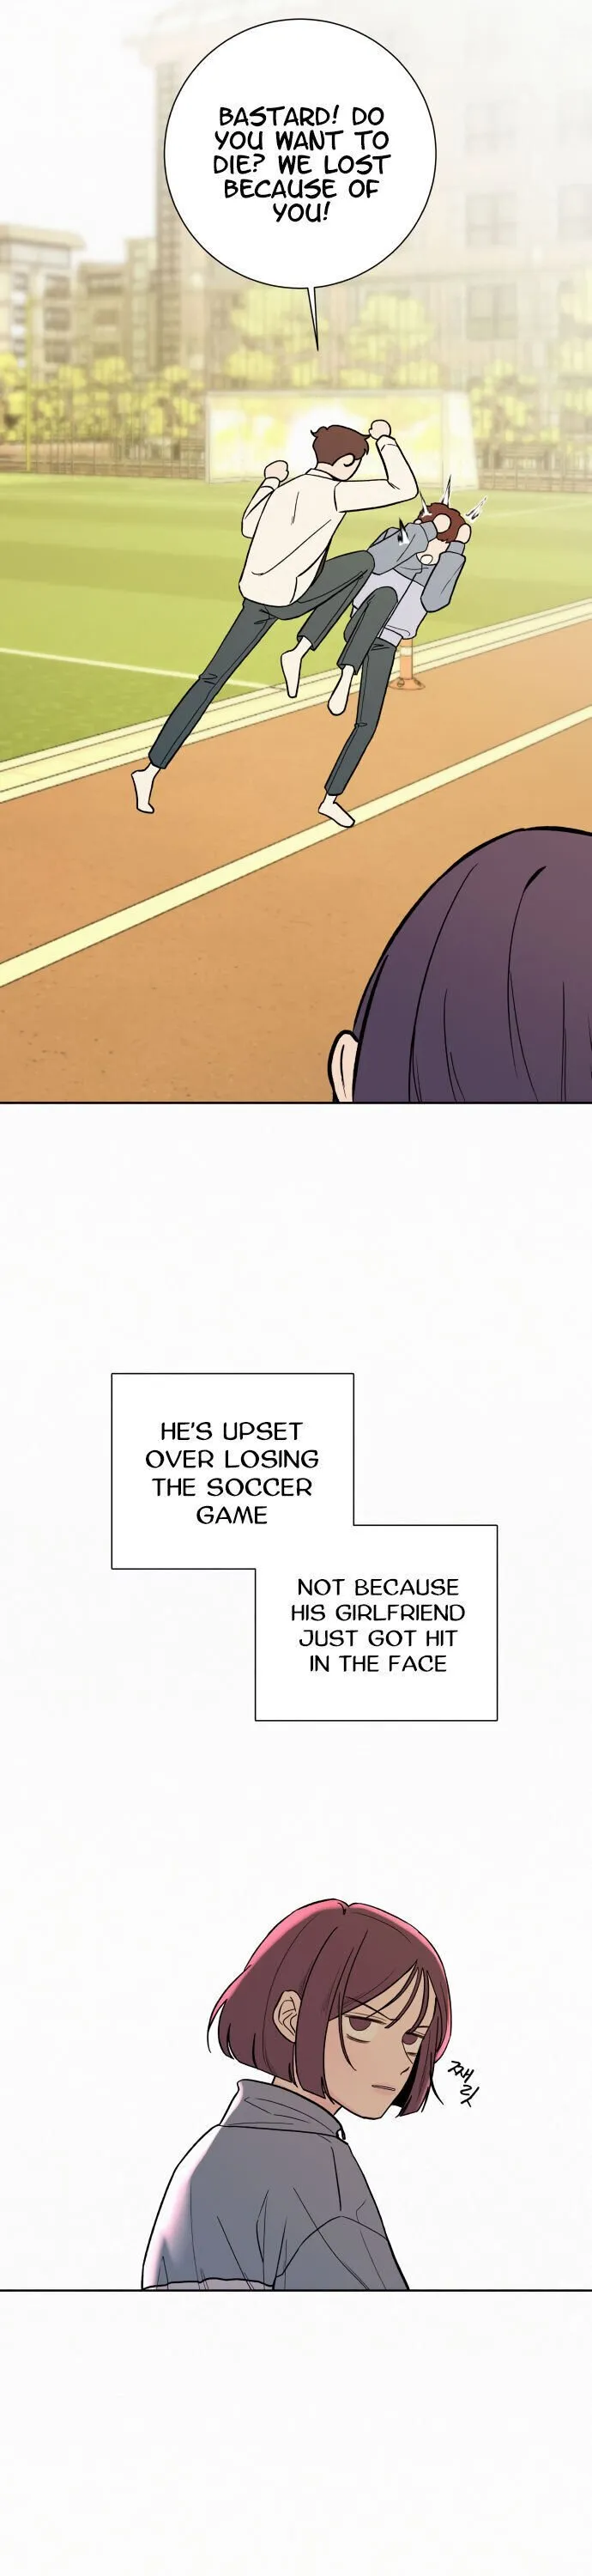 BASTARD! DO
YOU WANT TO
DIE? WE LOST
BECAUSE OF
YOU!
HE'S UPSET
OVER LOSING
THE SOCCER
GAME
NOT BECAUSE
HIS GIRLFRIEND
JUST GOT HIT
IN THE FACE
째
릿